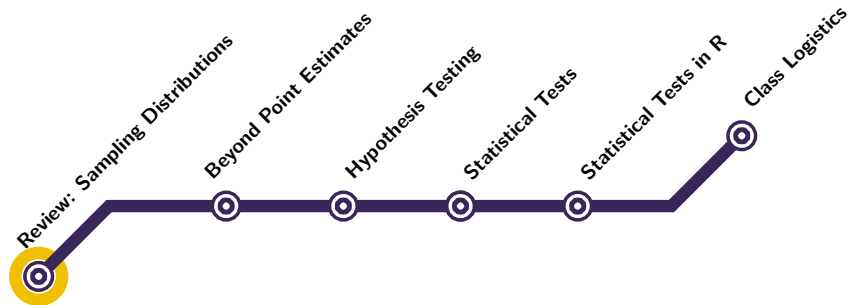 Review: Sampling Distributions
Beyond Point Estimates
Hypothesis Testing
Statistical Tests
Statistical Tests in R
Class Logistics